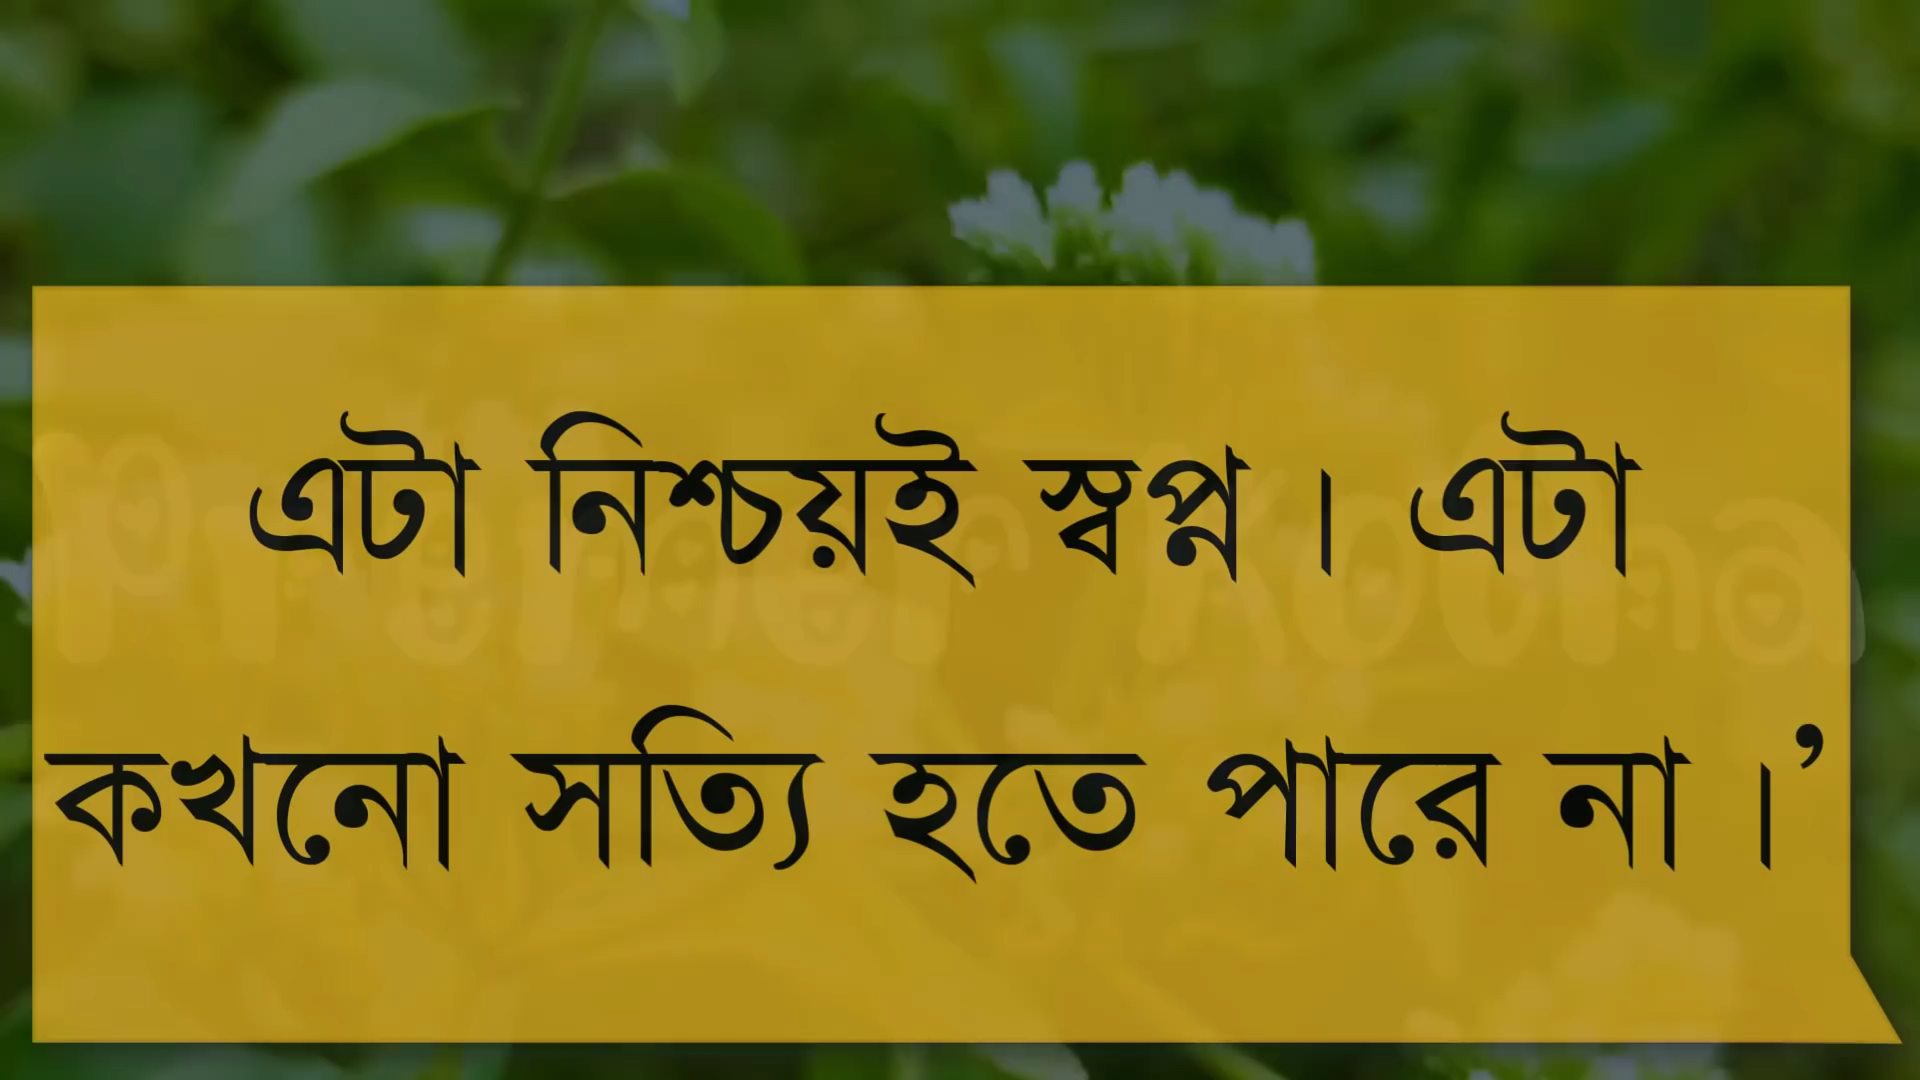 এটা নিশ্চয়ই স্বপ্ন । এটা
কখনো সত্যি হতে পারে না ।’